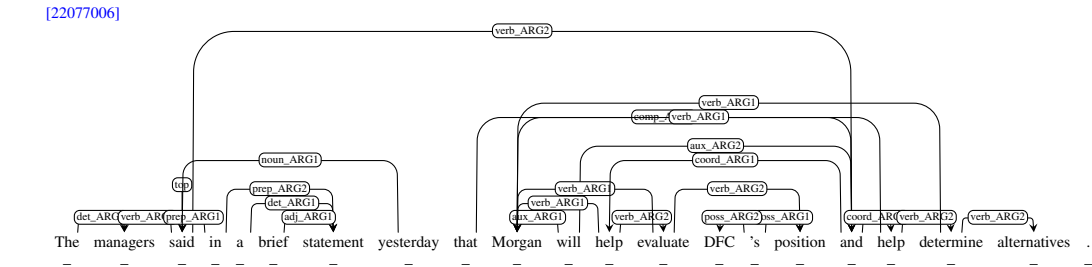 [22077006]
verb_ARG2
verb_ARG1
comp_A verb_ARG1
aux_ARG2
noun_ARG1 coord_ARG1
top
prep_ARG2 verb_ARG1 verb_ARG2
det_ARG1 verb_ARG1
det_ARG verb_AR prep_ARG1 adj_ARG1 aux_ARG1 verb_ARG2 poss_ARG2 oss_ARG1 coord_AR verb_ARG2 verb_ARG2
The managers said in a brief statement yesterday that Morgan will help evaluate DFC 's position and help determine alternatives .